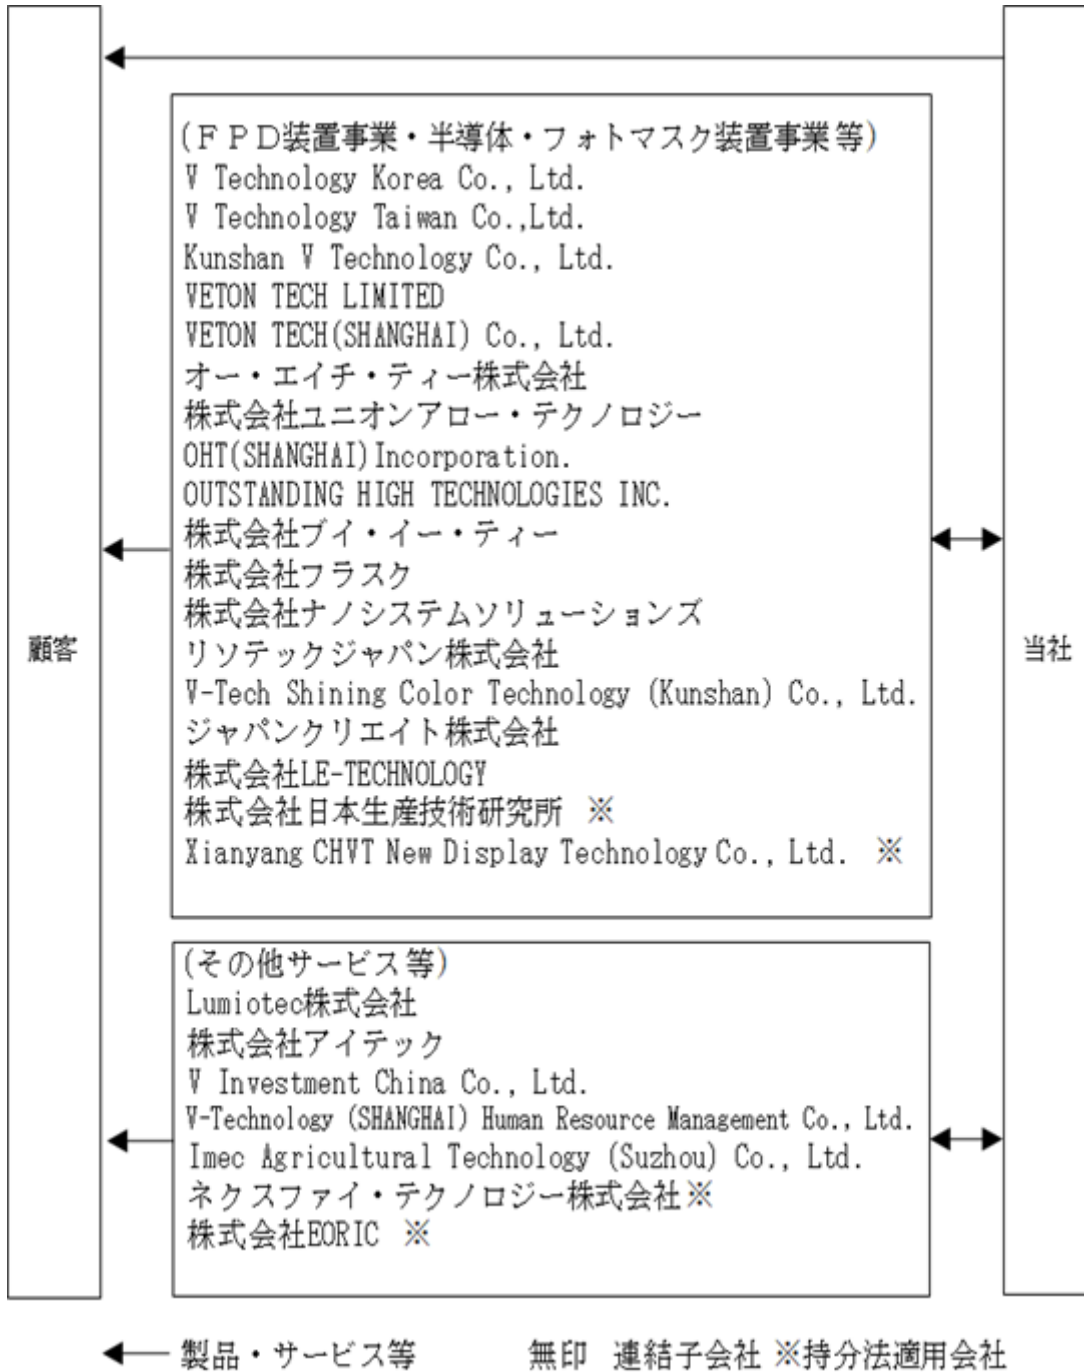 (ＦＰＤ装置事業・半導体・フォトマスク装置事業等)
V Technology Korea Co., Ltd.
V Technology Taiwan Co.,Ltd.
Kunshan V Technology Co., Ltd.
VETON TECH LIMITED
VETON TECH(SHANGHAI) Co., Ltd.
オー・エイチ・ティー株式会社
株式会社ユニオンアロー・テクノロジー
OHT(SHANGHAI)Incorporation.
OUTSTANDING HIGH TECHNOLOGIES INC.
株式会社ブイ・イー・ティー
株式会社フラスク
株式会社ナノシステムソリューションズ
顧客
リソテックジャパン株式会社
当社
V-Tech Shining Color Technology (Kunshan) Co., Ltd.
ジャパンクリエイト株式会社
株式会社LE-TECHNOLOGY
株式会社日本生産技術研究所 ※
Xianyang CHVT New Display Technology Co., Ltd. ※
(その他サービス等)
Lumiotec株式会社
株式会社アイテック
V Investment China Co., Ltd.
V-Technology (SHANGHAI) Human Resource Management Co., Ltd.
Imec Agricultural Technology (Suzhou) Co., Ltd.
ネクスファイ・テクノロジー株式会社※
株式会社EORIC ※
製品・サービス等 無印 連結子会社 ※持分法適用会社